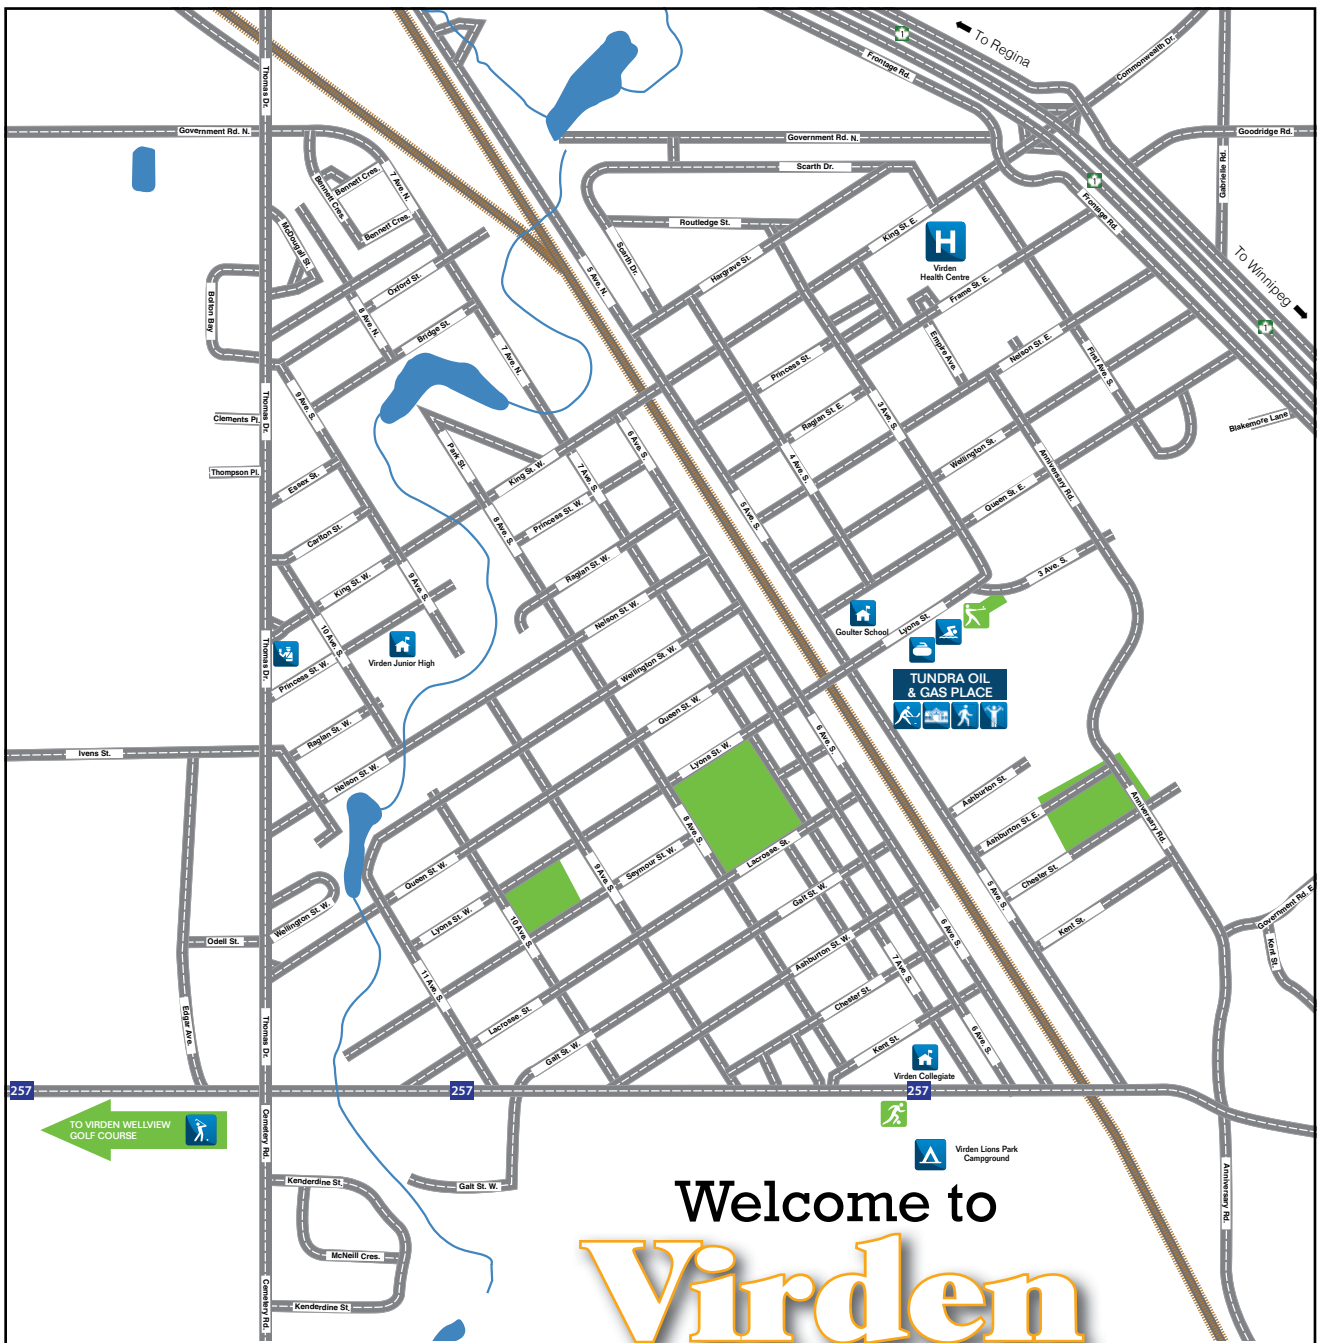 To Regina
1
Frontage Rd.
Commonwealth Dr.
Thomas Dr.
Government Rd. N.
Government Rd. N.
Goodridge Rd.
Gabrielle Rd.
Scarth Dr.
1
Bennett Cres.
Bennett Cres.
7 Ave. N.
Bennett Cres.
Frontage Rd.
Routledge St.
King St. E.
H
Virden
Health Centre
McDougall St.
Scarth Dr.
Hargrave St.
5 Ave. N.
To Winnipeg
Oxford St.
Frame St. E.
Bolton Bay
8 Ave. N.
Bridge St.
1
7 Ave. N.
Empire Ave.
Nelson St. E.
Princess St.
First Ave. S.
9 Ave. S.
Thomas Dr.
Clements Pl.
Raglan St. E.
3 Ave. S.
Blakemore Lane
6 Ave. S.
Park St.
King St. W.
Wellington St.
4 Ave. S.
Anniversary Rd.
Thompson Pl.
Essex St.
7 Ave. S.
Queen St. E.
Princess St. W.
5 Ave. S.
8 Ave. S.
Carlton St.
Raglan St. W.
3 Ave. S.
King St. W.
9 Ave. S.
Nelson St. W.
Goulter School
Lyons St.
10 Ave. S.
Thomas Dr.
Virden Junior High
Wellington St. W.
Princess St. W.
TUNDRA OIL
& GAS PLACE
Queen St. W.
Raglan St. W.
6 Ave. S.
Ivens St.
Lyons St. W.
Nelson St. W.
Ashburton St.
Ashburton St. E.
Anniversary Rd.
8 Ave. S.
Lacrosse. St.
Seymour St. W.
Queen St. W.
9 Ave. S.
Chester St.
5 Ave. S.
Galt St. W.
Government Rd. E.
Wellington St. W.
Lyons St. W.
10 Ave. S.
6 Ave. S.
Kent St.
Odell St.
Kent St.
Ashburton St. W.
7 Ave. S.
11 Ave. S.
Chester St.
Edgar Ave.
Thomas Dr.
Lacrosse. St.
6 Ave. S.
Kent St.
Galt St. W.
Virden Collegiate
257
257
257
TO VIRDEN WELLVIEW
GOLF COURSE
Cemetery Rd.
Virden Lions Park
Campground
Kenderdine St.
Galt St. W.
Anniversary Rd.
Welcome to
McNeill Cres.
Virden
Kenderdine St.
Cemetery Rd.